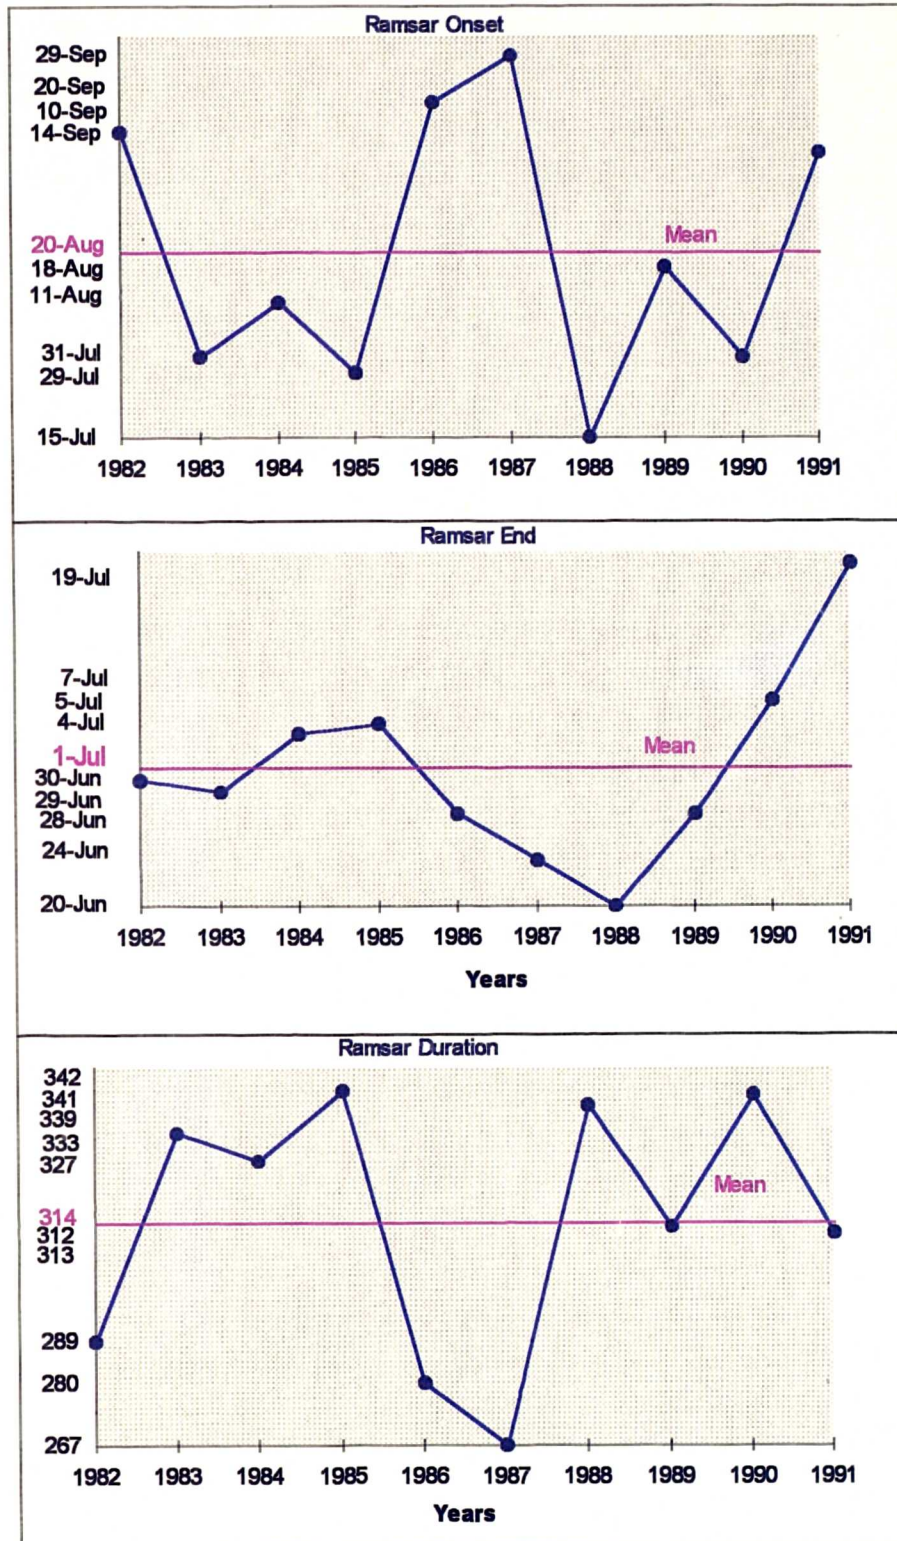 Ramsar Onset
29-Sep
20-Sep
10-Sep
14-Sep
20-Aug
Mean
18-Aug
11-Aug
31-Jul
29-Jul
15-Jul
1982 1983 1984 1985 1986 1987 1988 1989 1990 1991
Ramsar End
19-Jul
7-Jul
5-Jul
4-Jul
1-Jul
Mean
30-Jun
29-Jun
28-Jun
24-Jun
20-Jun
1982 1983 1984 1985 1986 1987 1988 1989 1990 1991
Years
Ramsar Duration
342
341
339
333
327
Mean
314
312
313
289
280
267
1982 1983 1984 1985 1986 1987 1988 1989 1990 1991
Years